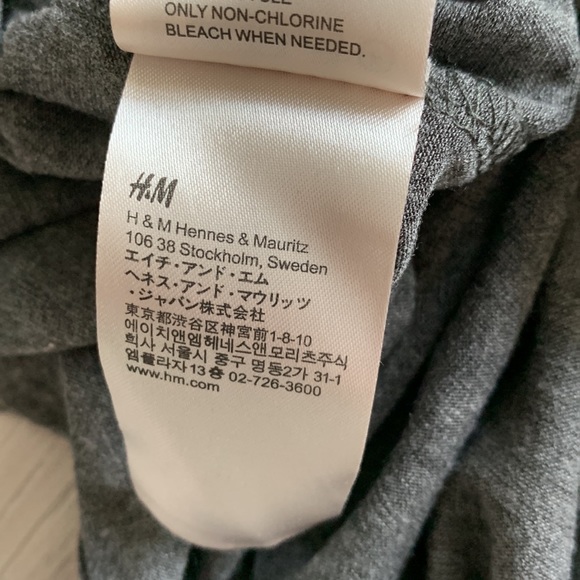 ONLY NON-CHLORINE
BLEACH WHEN NEEDED.
H&M
H & M Hennes & Mauritz
106 38 Stockholm, Sweden
エイチ・アンド・エム
ヘネス・アンド・マウリッツ
・ジャパン株式会社
東京都渋谷区神宮前1-8-10
에이치앤엠헤네스앤모리츠주식
회사 서울시 중구 명동2가 31-1
엠플라자 13층 02-726-3600
www.hm.com